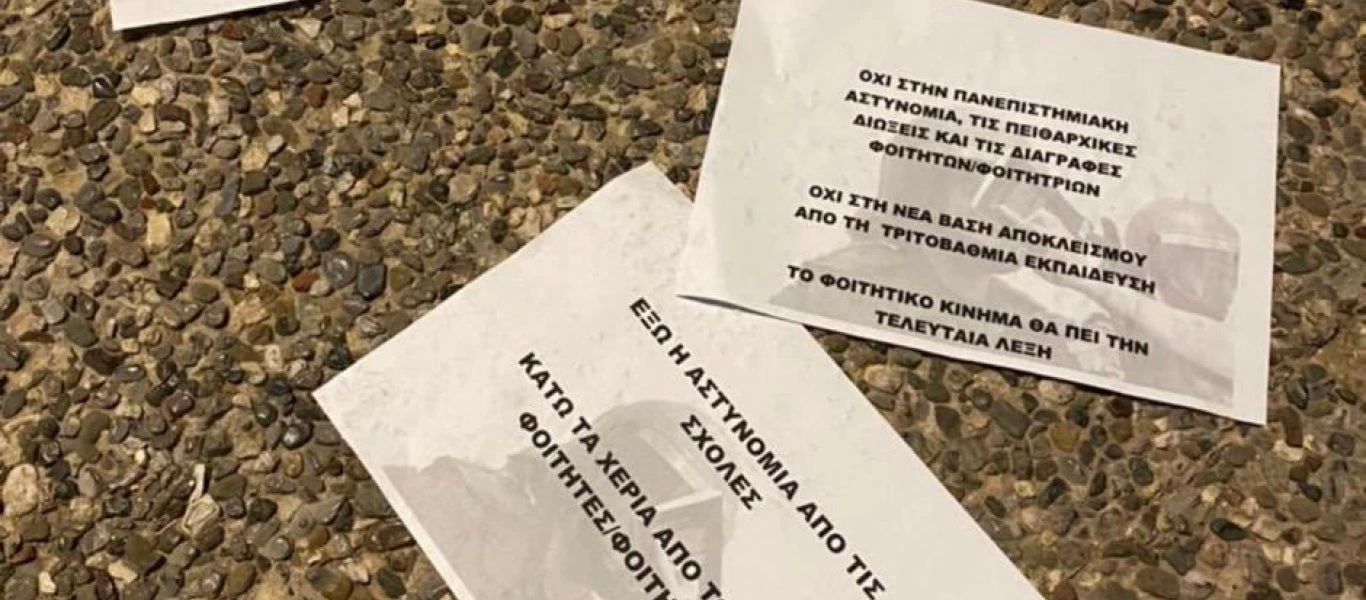 ΟΧΙ ΣΤΗΝ ΠΑΝΕΠΙΣΤΗΜΙΑΚΗ
ΑΣΤΥΝΟΜΙΑ, ΤΙΣ ΠΕΙΘΑΡΧΙΚΕΣ
ΔΙΩΞΕΙΣ ΚΑΙ ΤΙΣ ΔΙΑΓΡΑΦΕΣ
ΦΟΙΤΗΤΩΝ/ΦΟΙΤΗΤΡΙΩΝ
ΟΧΙ ΣΤΗ ΝΕΑ ΒΑΣΗ ΑΠΟΚΛΕΙΣΜΟΥ
ΑΠΟ ΤΗ ΤΡΙΤΟΒΑΘΜΙΑ ΕΚΠΑΙΔΕΥΣΗ
ΤΟ ΦΟΙΤΗΤΙΚΟ ΚΙΝΗΜΑ ΘΑ ΠΕΙ ΤΗΝ
ΤΕΛΕΥΤΑΙΑ ΛΕΞΗ
ΕΞΩ Η ΑΣΤΥΝΟΜΙΑ ΑΠΟ ΤΙΣ
ΣΧΟΛΕΣ
ΚΑΤΩ ΤΑ ΧΕΡΙΑ ΑΠΟ
ΦΟΙΤΗΤΕΣ/